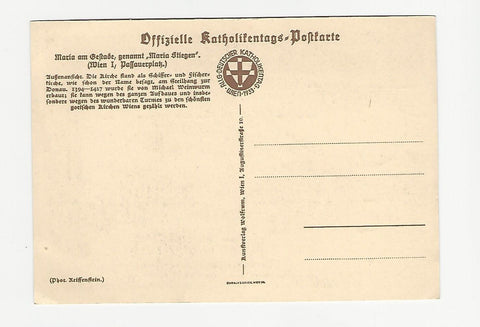 Offizielle Katholikentags-Postkarte
Maria am Gestade, genannt „Maria Stiegen“.
(Wien I, Passauerplatz.)
Außenansicht. Die Kirche stand als Schiffer- und Fischer-
kirche, wie schon der Name besagt, am Steilhang zur
Donau. 1394—1427 wurde sie von Michael Weinwurm
erbaut; sie kann wegen des ganzen Aufbaues und insbe-
sondere wegen des wunderbaren Turmes zu den schönsten
gotischen Kirchen Wiens gezählt werden.
ALLG. DEUTSCHER KATHOLIKENTAG
WIEN 1933
Kunstverlag Wolfrum, Wien I, Augustinerstraße 10.
(Phot. Reiffenstein.)